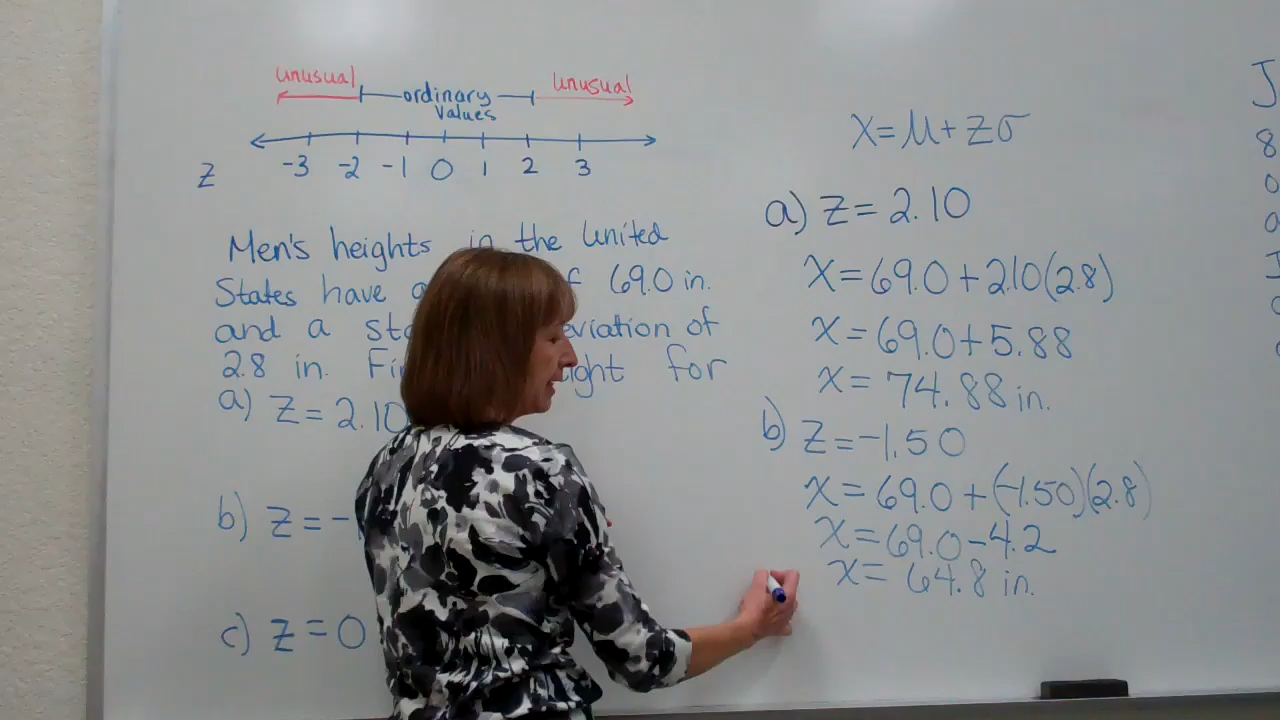 unusual ordinary values unusual
-3 -2 -1 0 1 2 3
z
Men's heights in the United
States have 69.0 in.
and a eviation of
2.8 in. for
a) z = 2.10
b) z = -
c) z = 0
x = μ + zσ
a) z = 2.10
x = 69.0 + 2.10(2.8)
x = 69.0 + 5.88
x = 74.88 in.
b) z = -1.50
x = 69.0 + (-1.50)(2.8)
x = 69.0 - 4.2
x = 64.8 in.